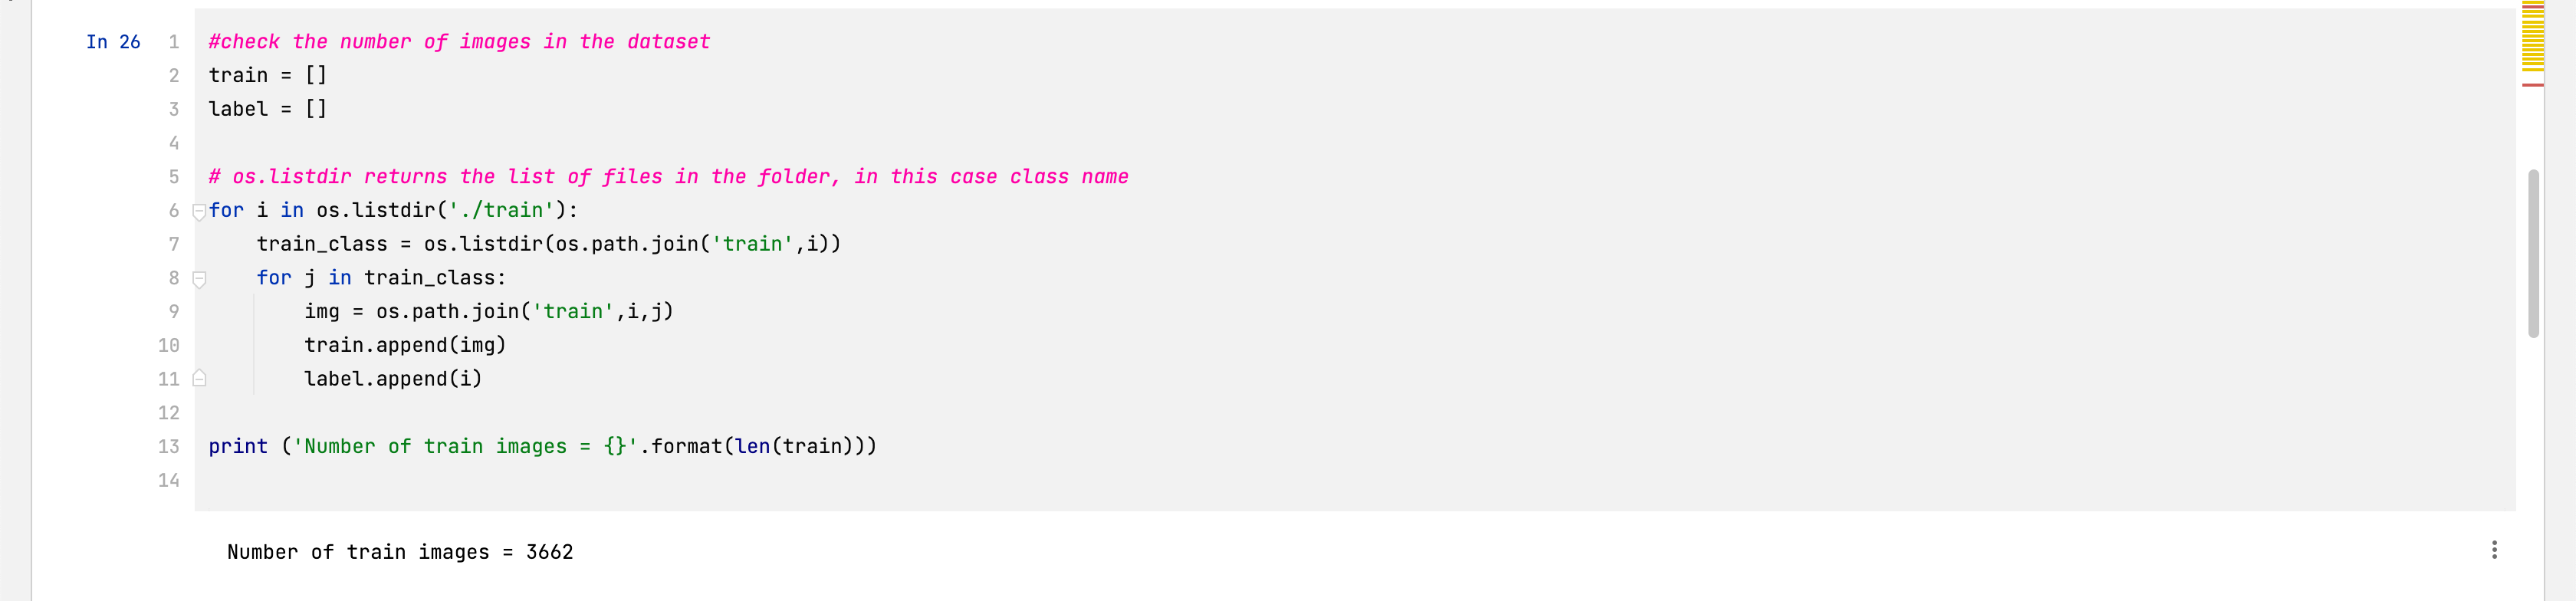 In 26
1 #check the number of images in the dataset
2 train = []
3 label = []
4
5 # os.listdir returns the list of files in the folder, in this case class name
6 for i in os.listdir('./train'):
7     train_class = os.listdir(os.path.join('train',i))
8     for j in train_class:
9         img = os.path.join('train',i,j)
10         train.append(img)
11         label.append(i)
12
13 print ('Number of train images = {}'.format(len(train)))
14
Number of train images = 3662